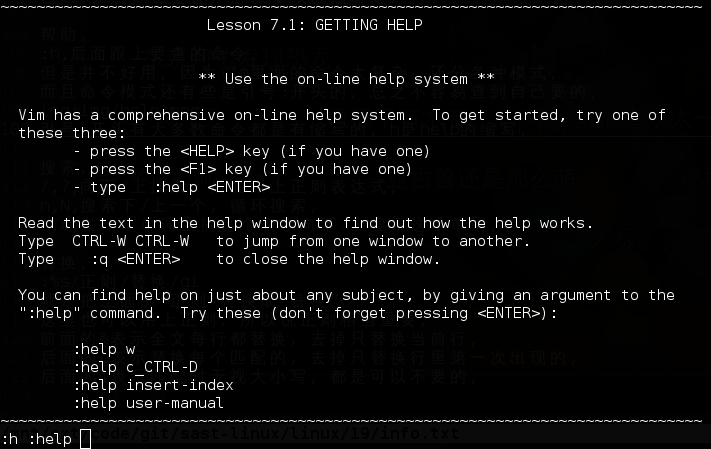 ~~~~~~~~~~~~~~~~~~~~~~~~~~~~~~~~~~~~~~~~~~~~~~~~~~~~~~~~~~~~~~~~~~~~~~~~~~~~~~
Lesson 7.1: GETTING HELP
** Use the on-line help system **
Vim has a comprehensive on-line help system.  To get started, try one of
these three:
- press the <HELP> key (if you have one)
- press the <F1> key (if you have one)
- type   :help <ENTER>
Read the text in the help window to find out how the help works.
Type  CTRL-W CTRL-W   to jump from one window to another.
Type    :q <ENTER>    to close the help window.
You can find help on just about any subject, by giving an argument to the
":help" command.  Try these (don't forget pressing <ENTER>):
:help w
:help c_CTRL-D
:help insert-index
:help user-manual
~~~~~~~~~~~~~~~~~~~~~~~~~~~~~~~~~~~~~~~~~~~~~~~~~~~~~~~~~~~~~~~~~~~~~~~~~~~~~~
:h :help